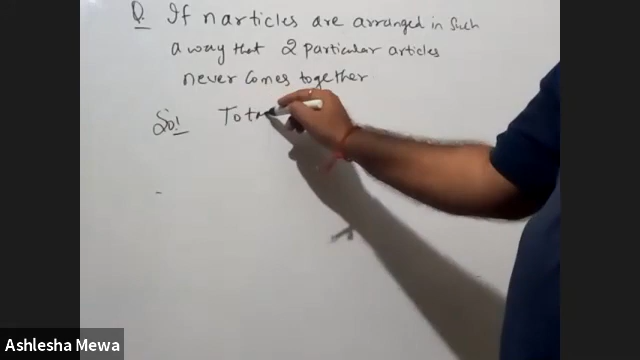 Q. If n articles are arranged in such
a way that 2 particular articles
never comes together
Sol Tota
Ashlesha Mewa